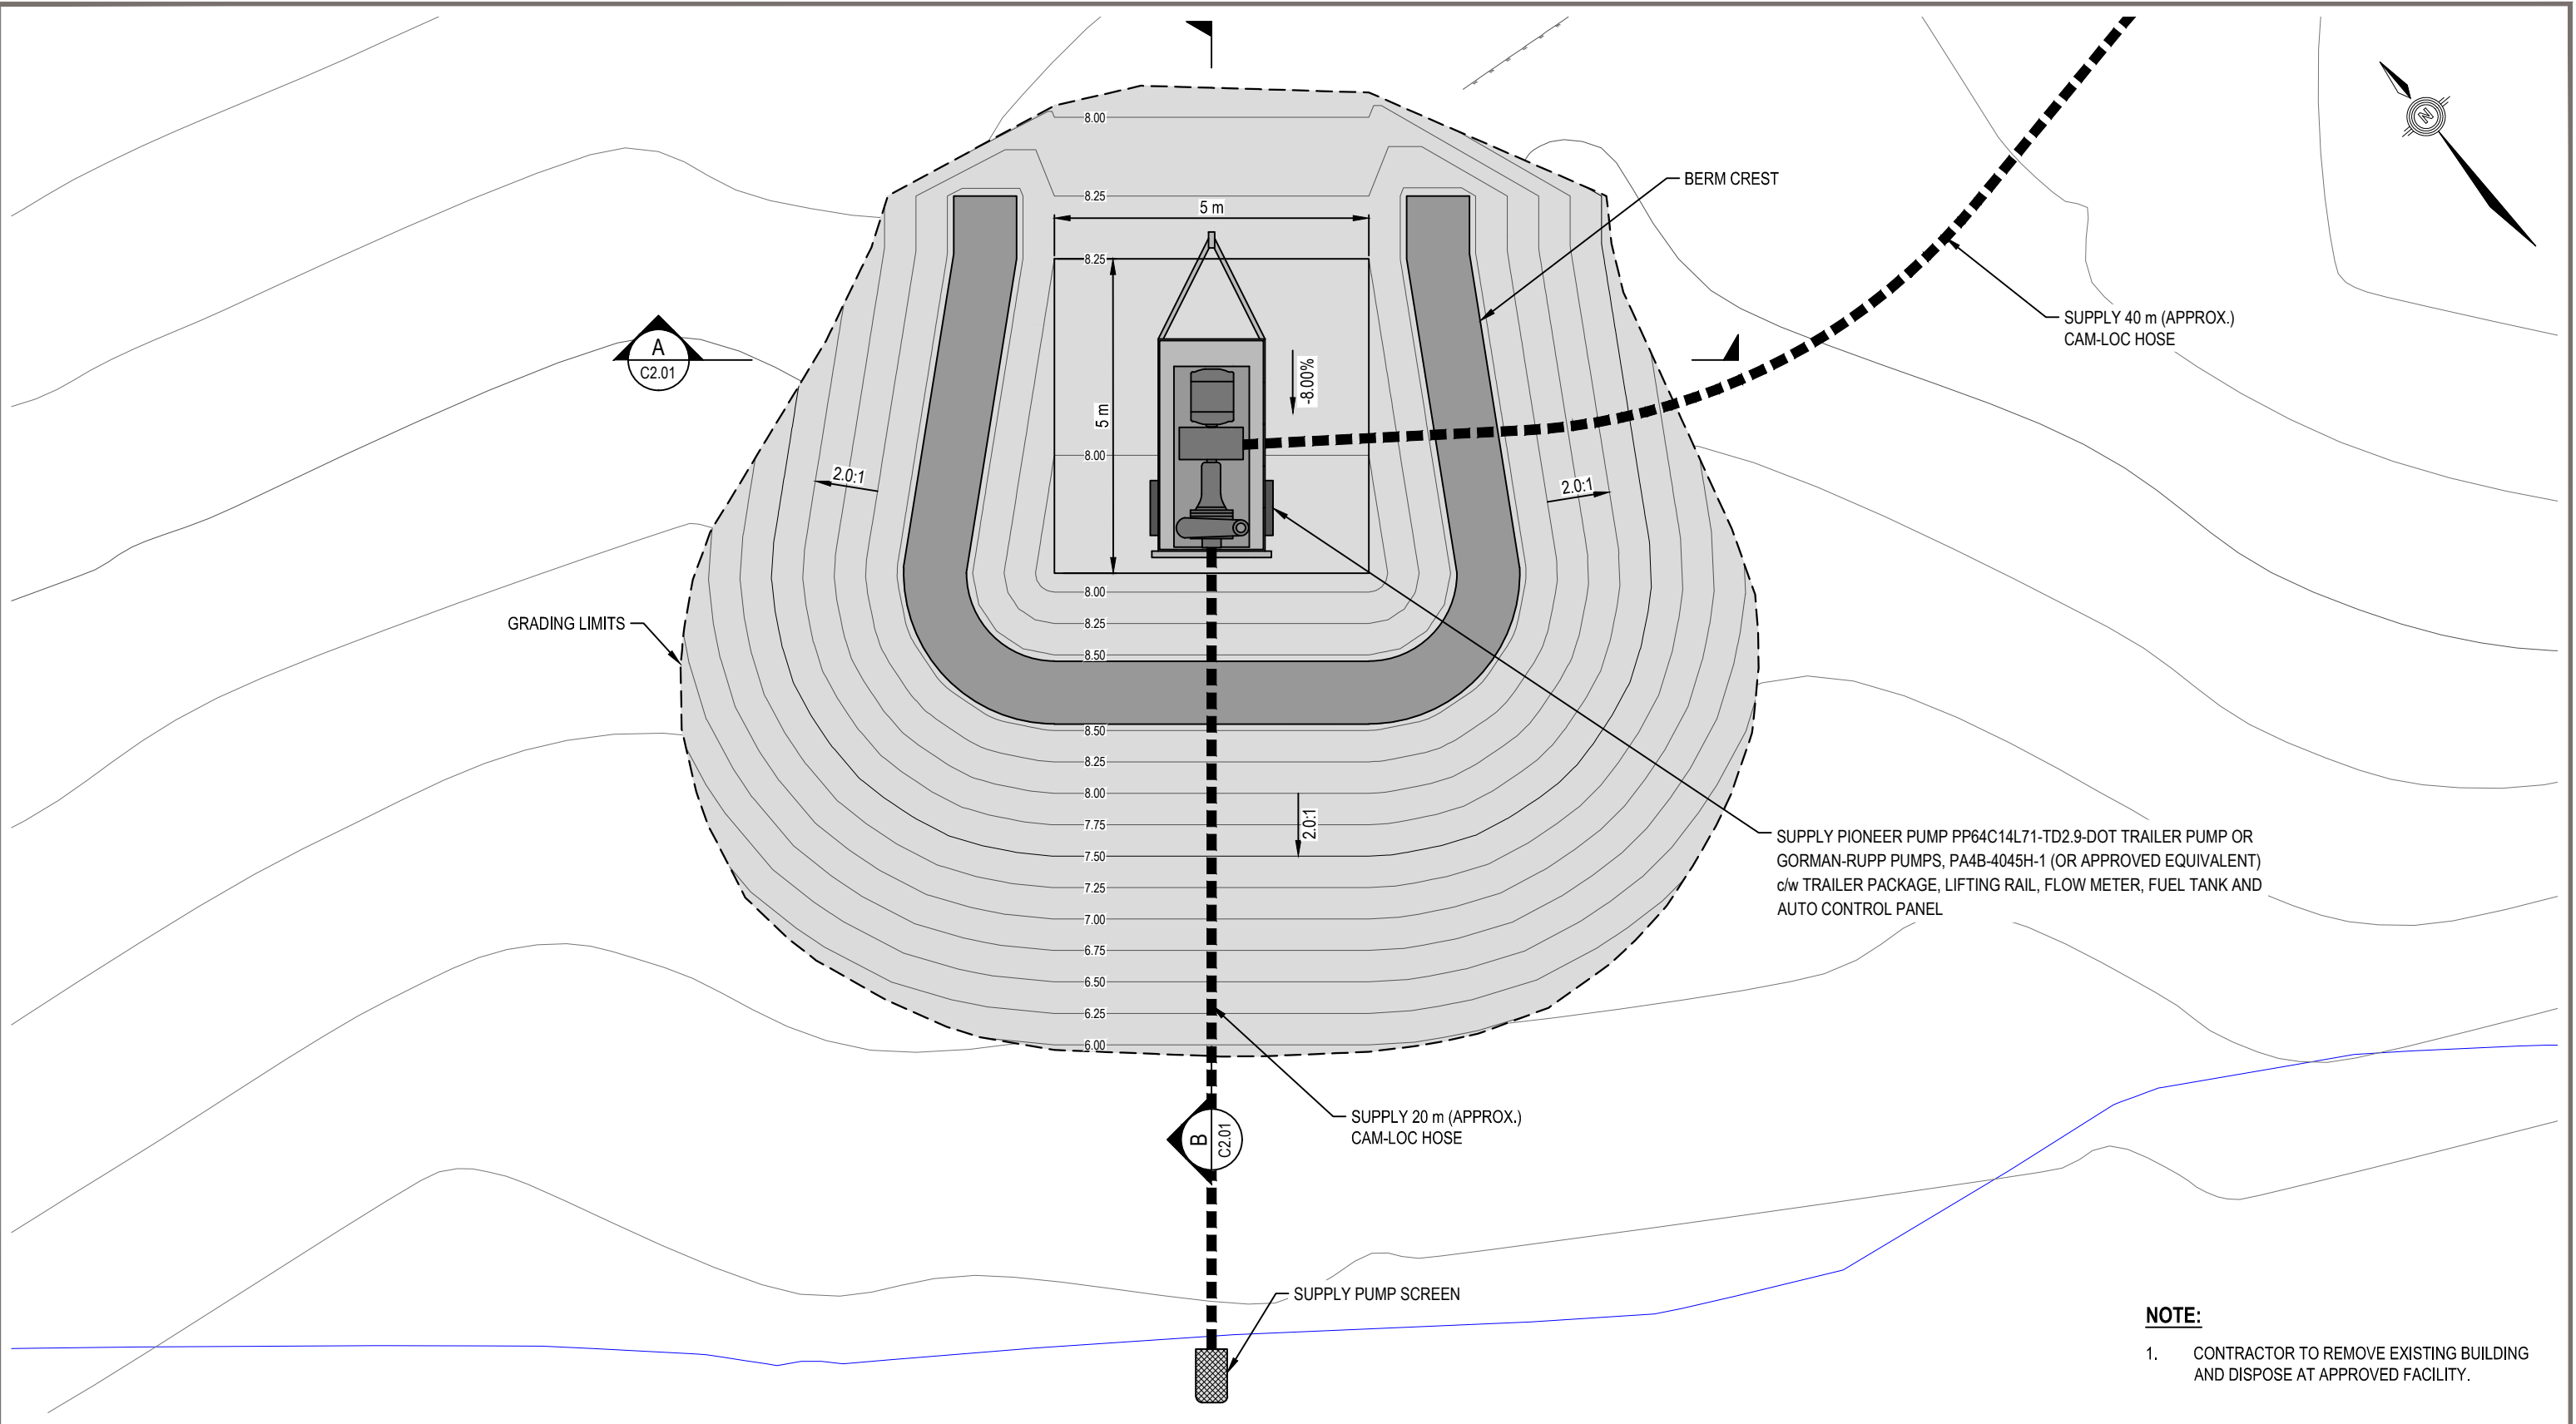 8.00
8.25
5 m
8.25
BERM CREST
N
SUPPLY 40 m (APPROX.)
CAM-LOC HOSE
A
C2.01
-8.00%
5 m
8.00
2.0:1
2.0:1
8.00
8.25
8.50
GRADING LIMITS
8.50
8.25
8.00
7.75
7.50
7.25
7.00
6.75
6.50
6.25
6.00
2.0:1
SUPPLY PIONEER PUMP PP64C14L71-TD2.9-DOT TRAILER PUMP OR
GORMAN-RUPP PUMPS, PA4B-4045H-1 (OR APPROVED EQUIVALENT)
c/w TRAILER PACKAGE, LIFTING RAIL, FLOW METER, FUEL TANK AND
AUTO CONTROL PANEL
SUPPLY 20 m (APPROX.)
CAM-LOC HOSE
B
C2.01
SUPPLY PUMP SCREEN
NOTE:
1. CONTRACTOR TO REMOVE EXISTING BUILDING
AND DISPOSE AT APPROVED FACILITY.